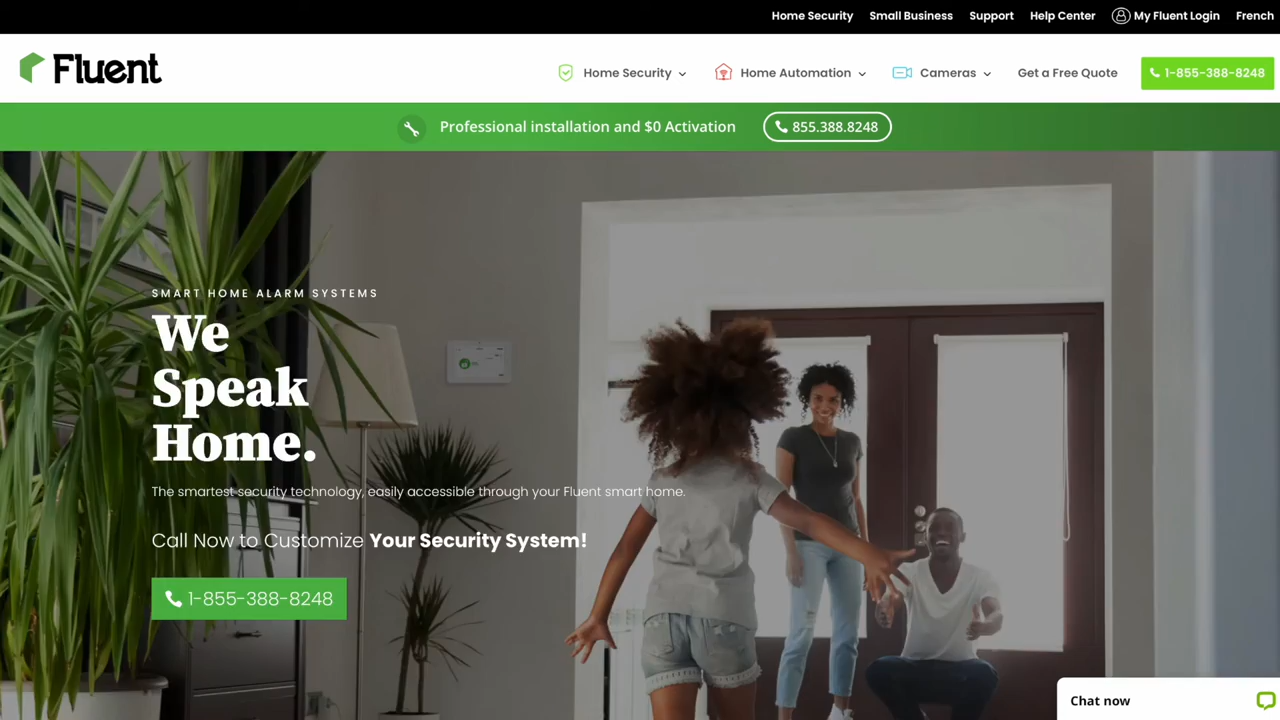 Home Security Small Business Support Help Center My Fluent Login French
Fluent
Home Security Home Automation Cameras Get a Free Quote 1-855-388-8248
Professional installation and $0 Activation 855.388.8248
SMART HOME ALARM SYSTEMS
We
Speak
Home.
The smartest security technology, easily accessible through your Fluent smart home.
Call Now to Customize Your Security System!
1-855-388-8248
Chat now